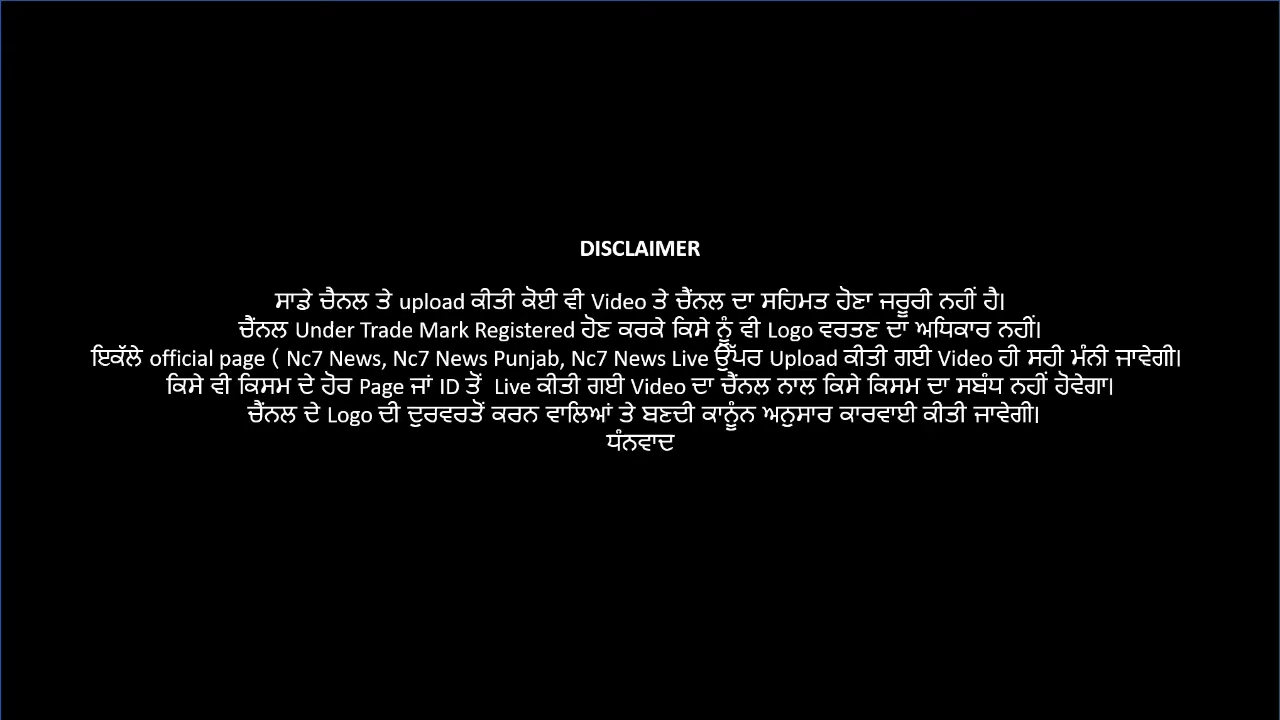 DISCLAIMER
ਸਾਡੇ ਚੈਨਲ ਤੇ upload ਕੀਤੀ ਕੋਈ ਵੀ Video ਤੇ ਚੈਂਨਲ ਦਾ ਸਹਿਮਤ ਹੋਣਾ ਜਰੂਰੀ ਨਹੀਂ ਹੈ।
ਚੈਂਨਲ Under Trade Mark Registered ਹੋਣ ਕਰਕੇ ਕਿਸੇ ਨੂੰ ਵੀ Logo ਵਰਤਣ ਦਾ ਅਧਿਕਾਰ ਨਹੀਂ।
ਇਕੱਲੇ official page ( Nc7 News, Nc7 News Punjab, Nc7 News Live ਉੱਪਰ Upload ਕੀਤੀ ਗਈ Video ਹੀ ਸਹੀ ਮੰਨੀ ਜਾਵੇਗੀ।
ਕਿਸੇ ਵੀ ਕਿਸਮ ਦੇ ਹੋਰ Page ਜਾਂ ID ਤੋਂ  Live ਕੀਤੀ ਗਈ Video ਦਾ ਚੈਂਨਲ ਨਾਲ ਕਿਸੇ ਕਿਸਮ ਦਾ ਸਬੰਧ ਨਹੀਂ ਹੋਵੇਗਾ।
ਚੈਂਨਲ ਦੇ Logo ਦੀ ਦੁਰਵਰਤੋਂ ਕਰਨ ਵਾਲਿਆਂ ਤੇ ਬਣਦੀ ਕਾਨੂੰਨ ਅਨੁਸਾਰ ਕਾਰਵਾਈ ਕੀਤੀ ਜਾਵੇਗੀ।
ਧੰਨਵਾਦ